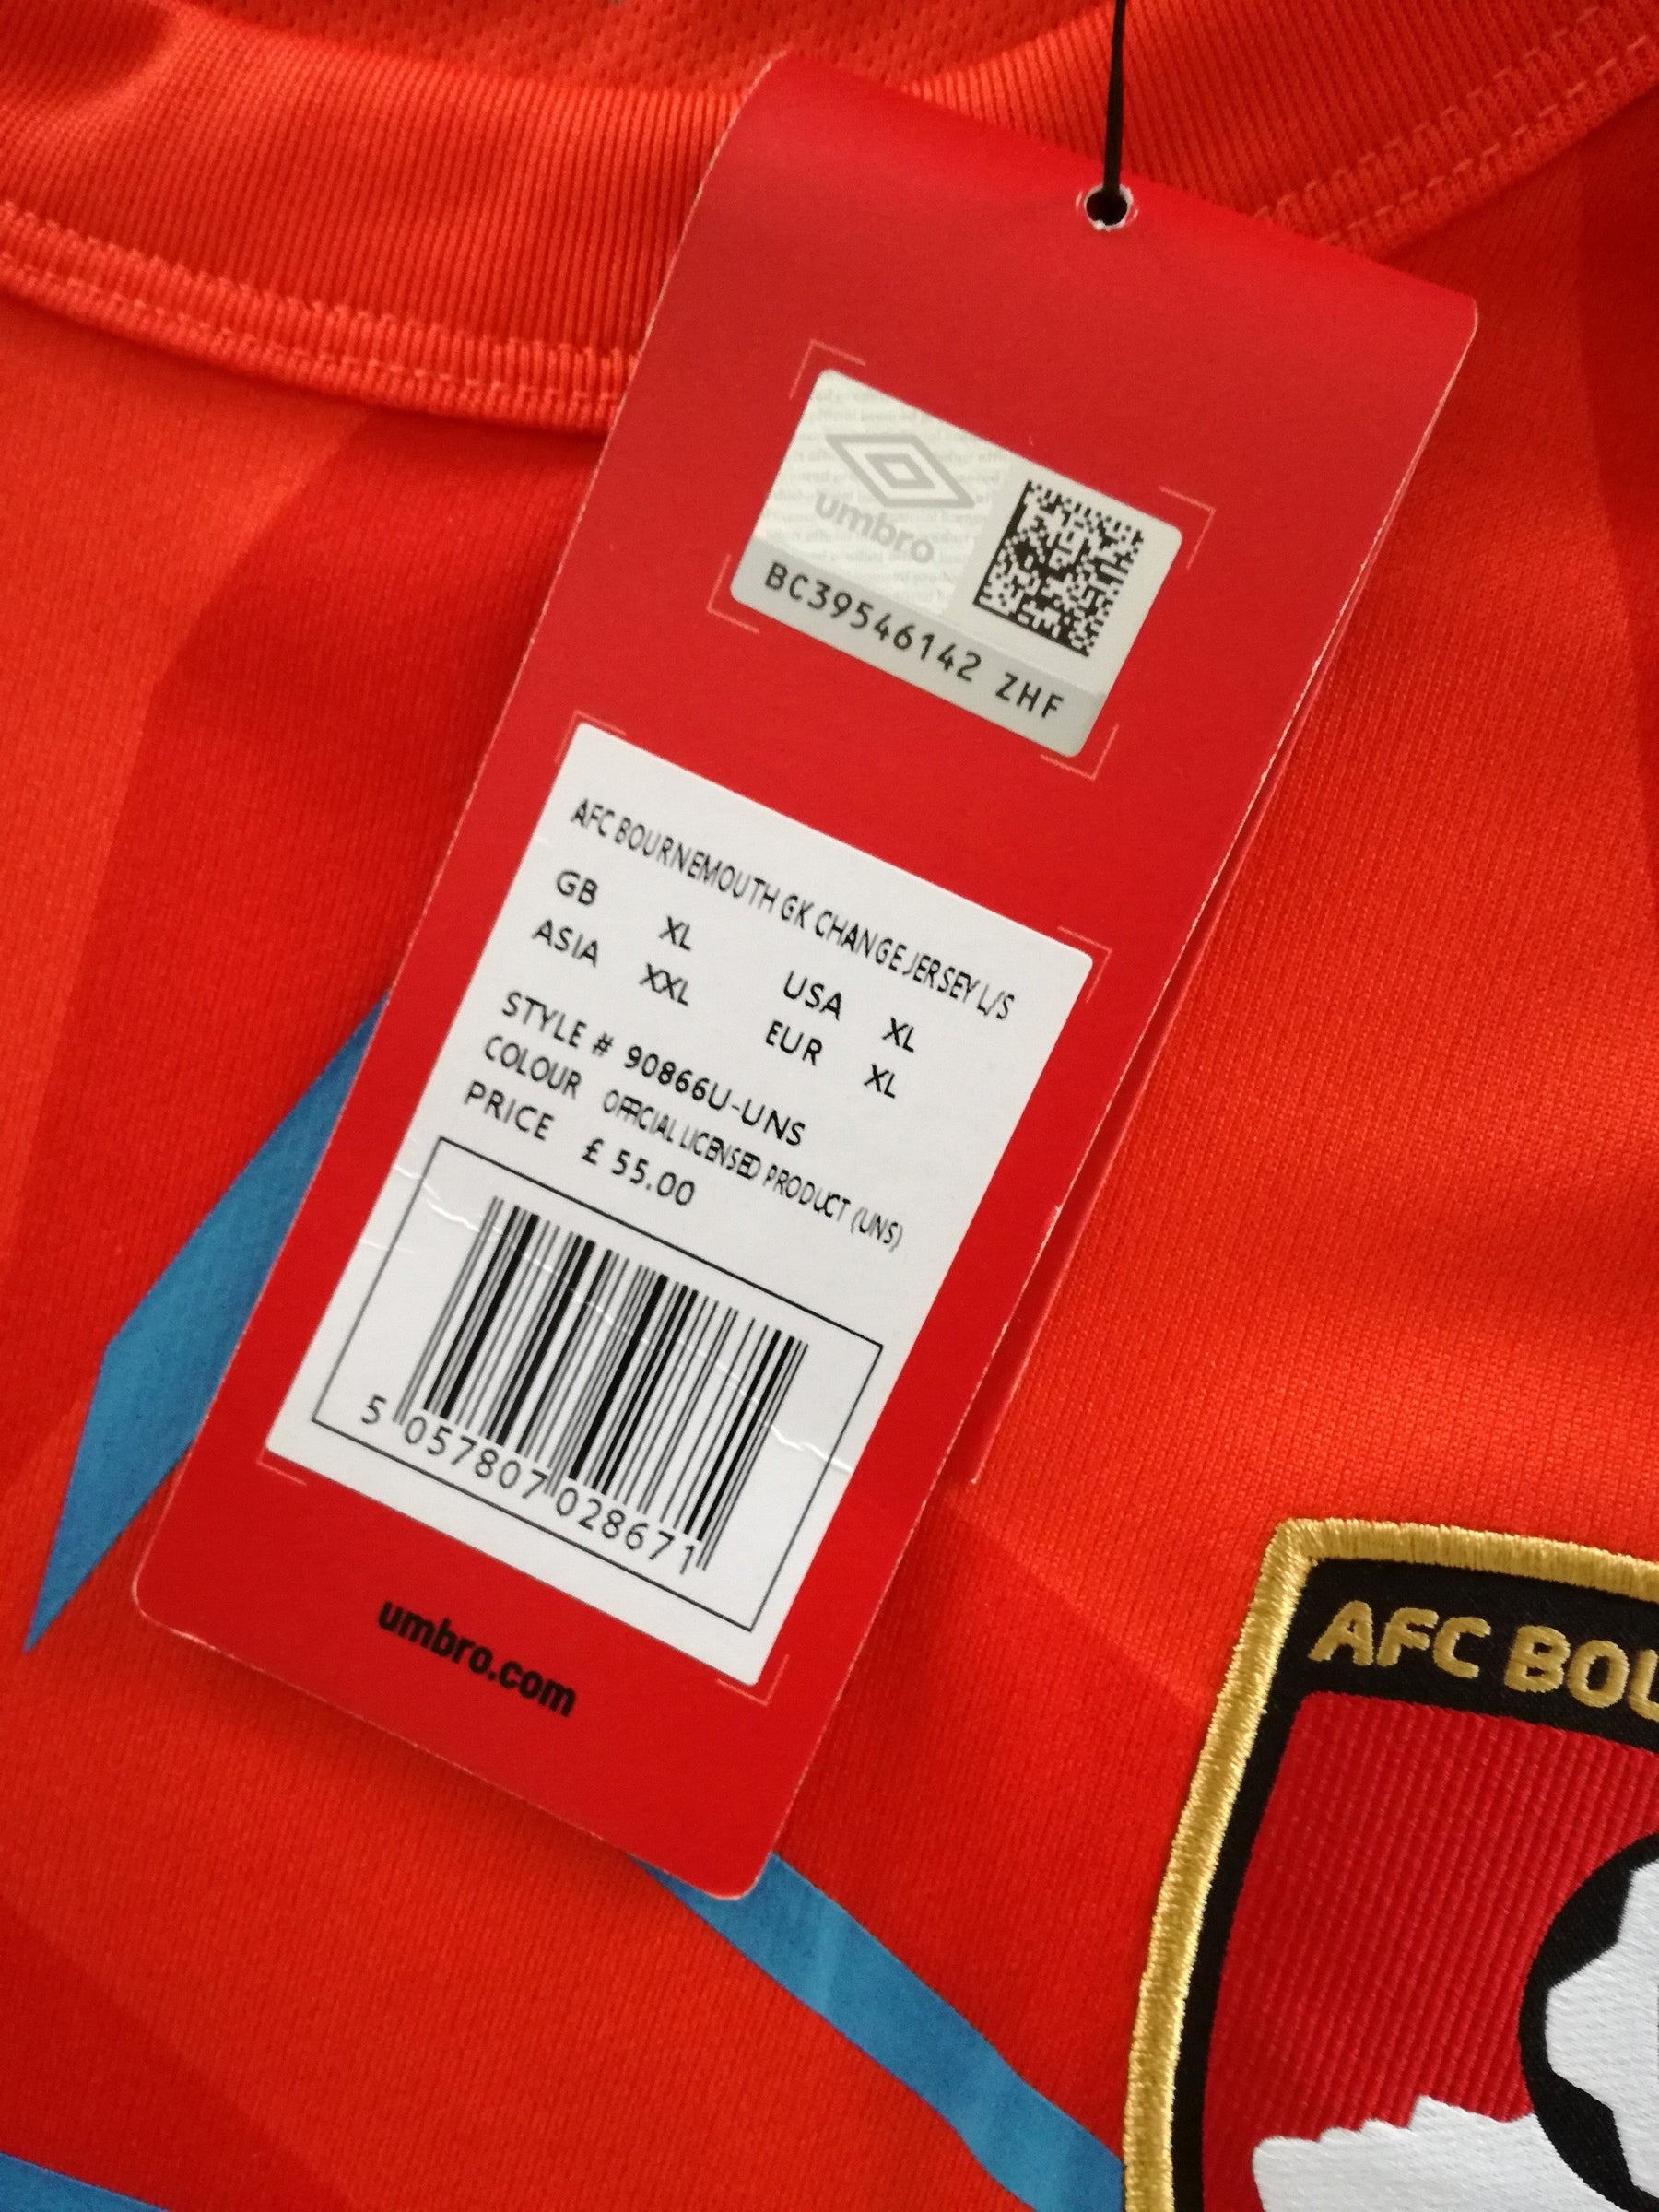 umbro
BC39546142 ZHF
AFC BOURNEMOUTH GK CHANGE JERSEY L/S
GB XL USA XL
ASIA XXL EUR XL
STYLE # 90866U-UNS
COLOUR OFFICIAL LICENSED PRODUCT (UNS)
PRICE £ 55.00
5 057807 028671
umbro.com
AFC BOU